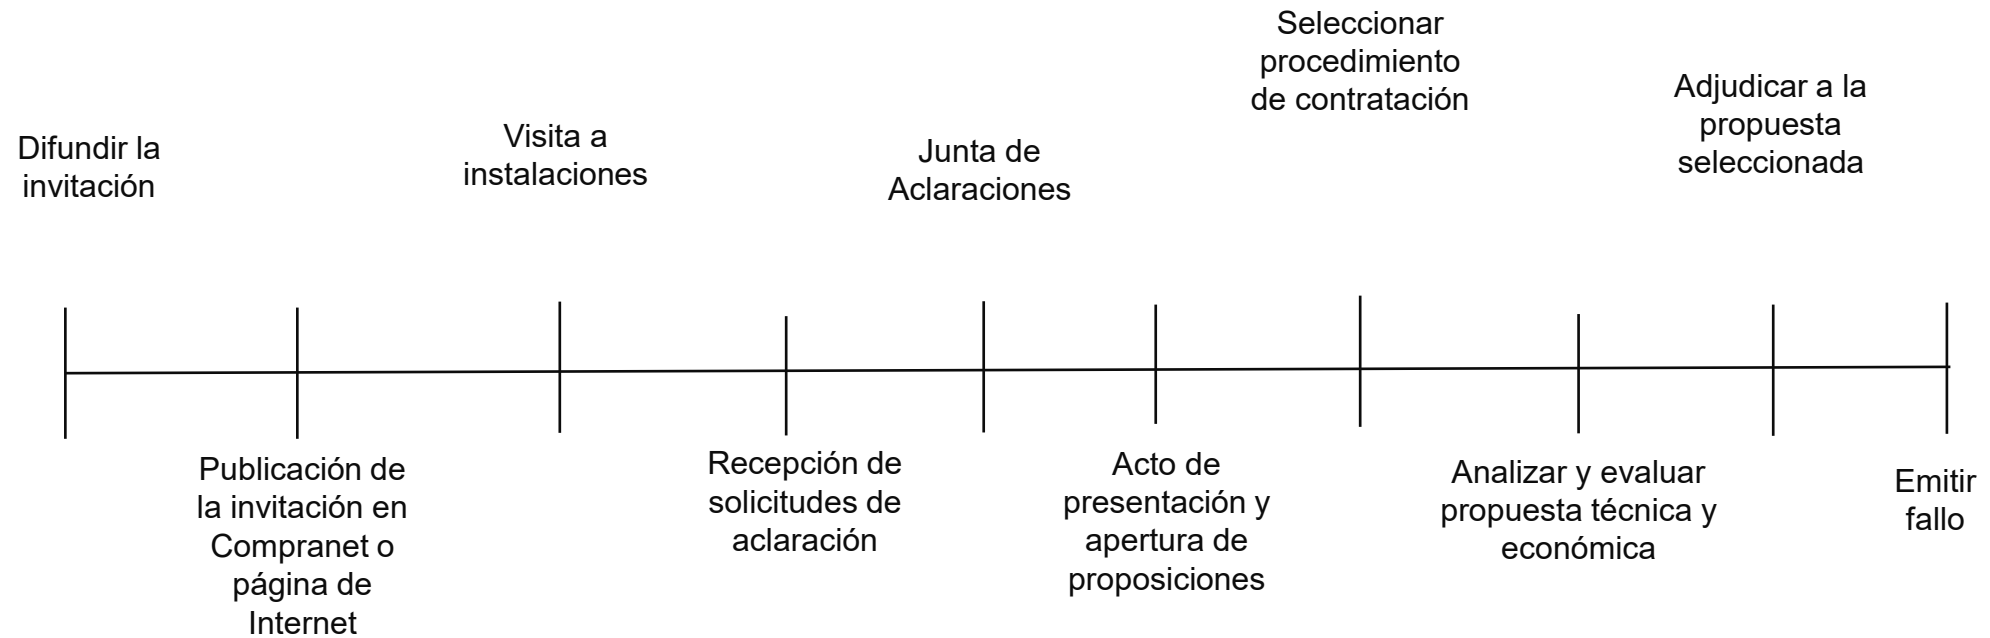 Difundir la
invitación
Publicación de
la invitación en
Compranet o
página de
Internet
Visita a
instalaciones
Recepción de
solicitudes de
aclaración
Junta de
Aclaraciones
Acto de
presentación y
apertura de
proposiciones
Seleccionar
procedimiento
de contratación
Analizar y evaluar
propuesta técnica y
económica
Adjudicar a la
propuesta
seleccionada
Emitir
fallo